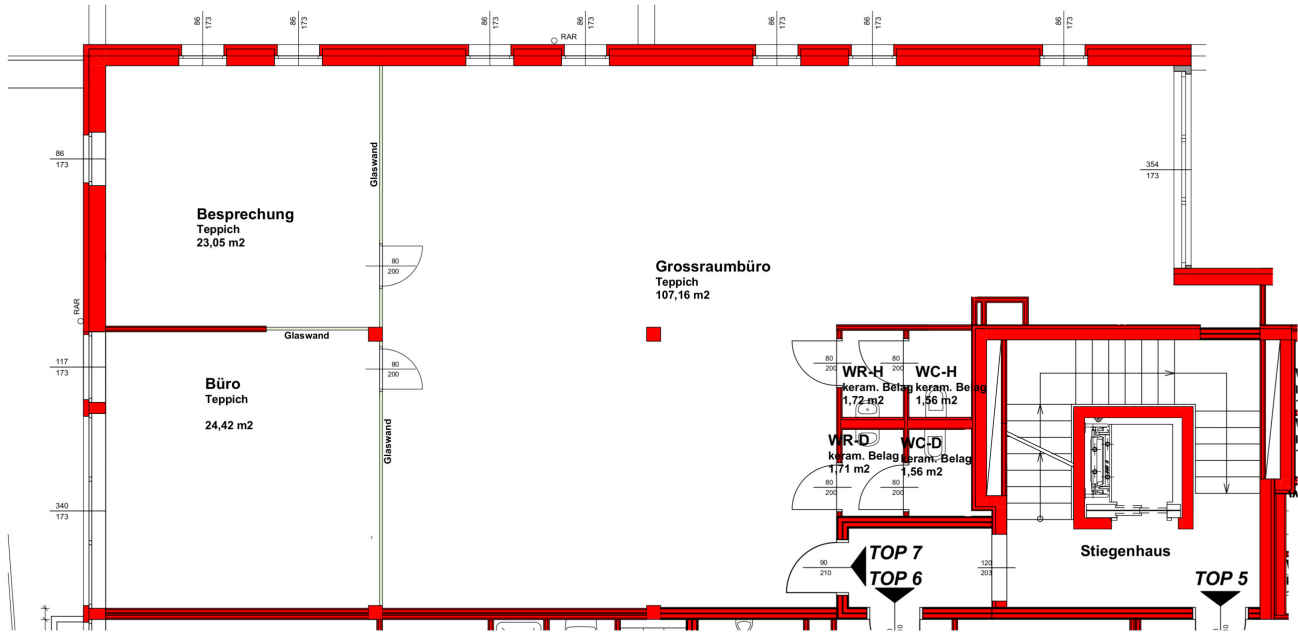 86
173
86
173
86
173
86
173
86
173
86
173
86
173
RAR
86
173
Glaswand
354
173
Besprechung
Teppich
23,05 m2
80
200
Grossraumbüro
Teppich
107,16 m2
RAR
Glaswand
117
173
80
200
80
200
80
200
Büro
Teppich
24,42 m2
WR-H
keram. Belag
1,72 m2
WC-H
keram. Belag
1,56 m2
Glaswand
WR-D
keram. Belag
1,71 m2
WC-D
keram. Belag
1,56 m2
80
200
80
200
340
173
Stiegenhaus
TOP 7
90
210
TOP 6
120
203
TOP 5